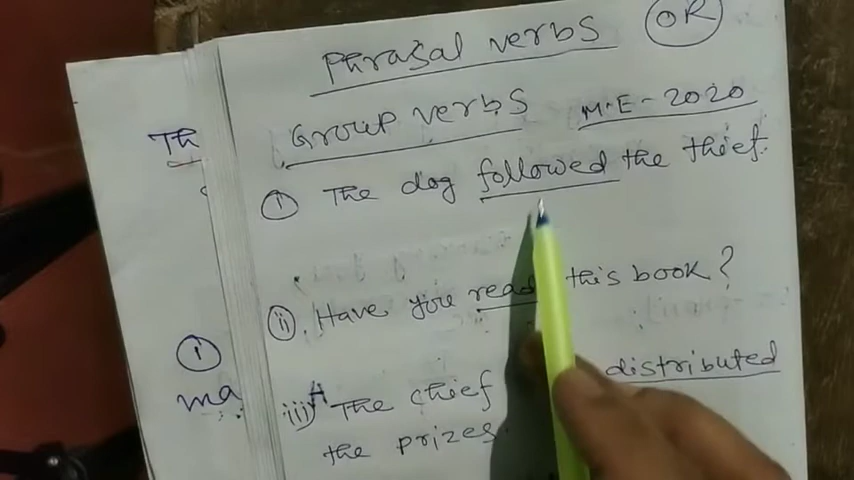 Phrasal verbs OR
Group verbs M.E-2020
(i) The dog followed the thief.
(ii). Have you read this book?
iii) The chief distributed
the prizes.
Th
(i)
ma